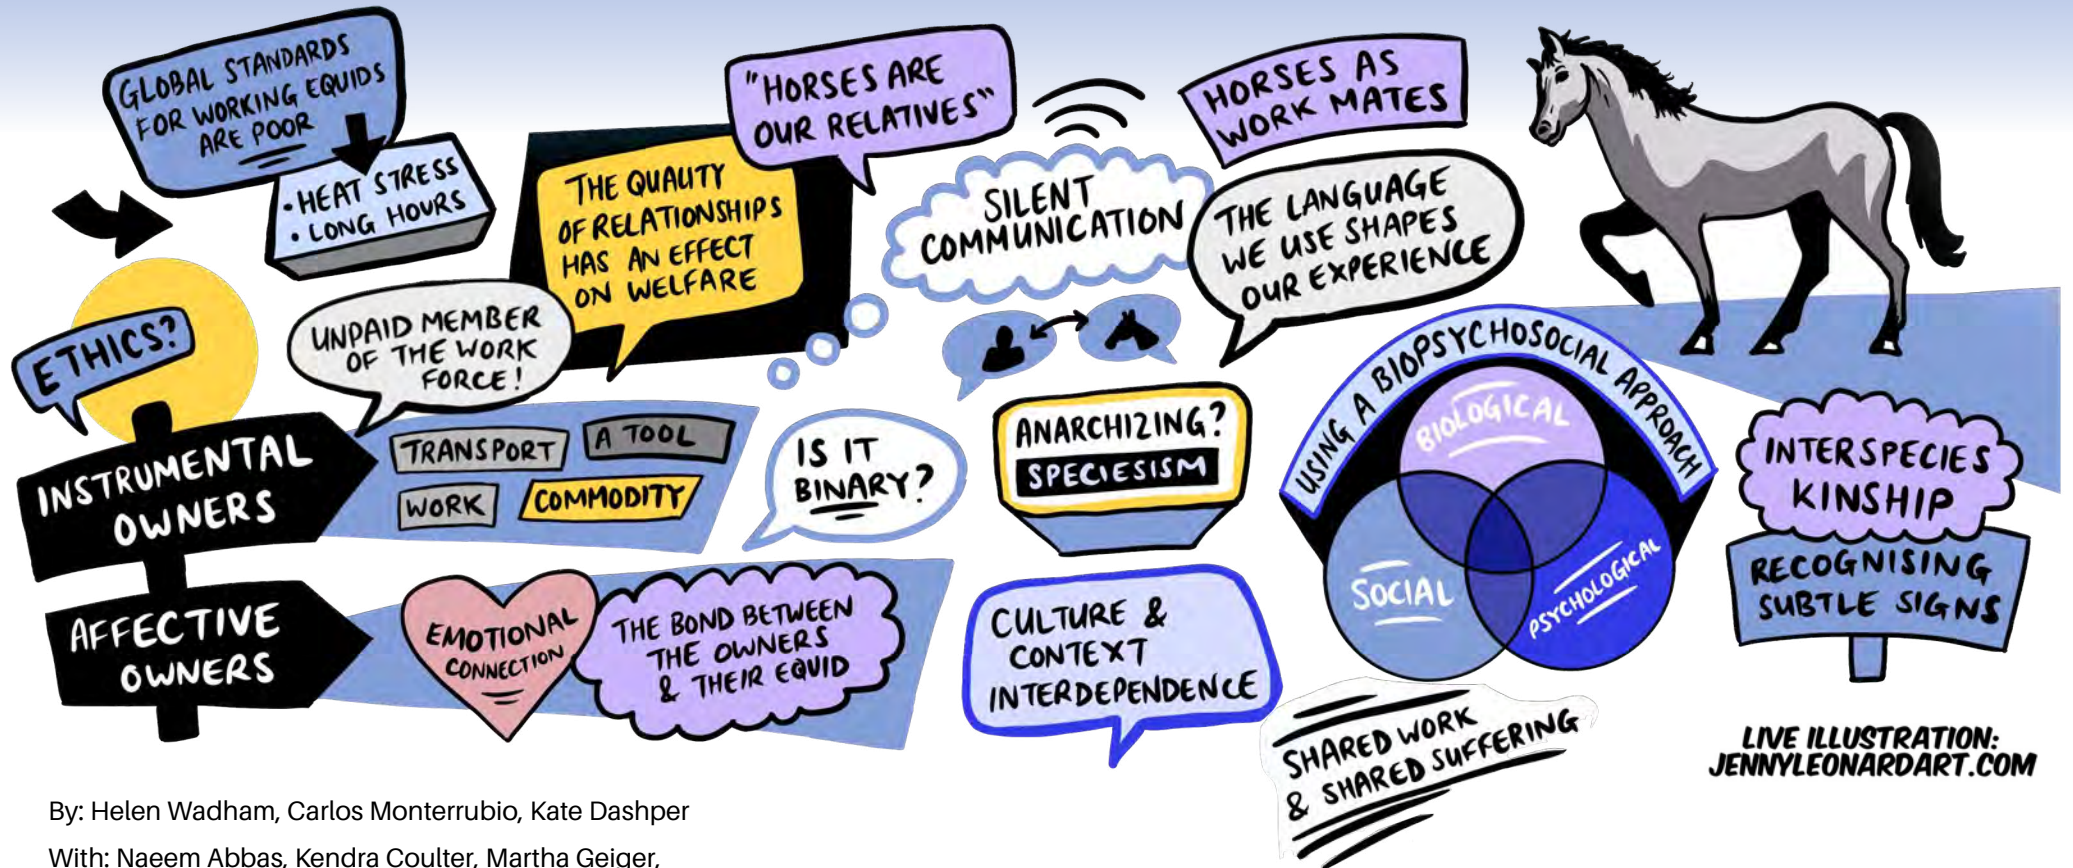 GLOBAL STANDARDS
FOR WORKING EQUIDS
ARE POOR
• HEAT STRESS
• LONG HOURS
"HORSES ARE
OUR RELATIVES"
THE QUALITY
OF RELATIONSHIPS
HAS AN EFFECT
ON WELFARE
SILENT
COMMUNICATION
HORSES AS
WORK MATES
THE LANGUAGE
WE USE SHAPES
OUR EXPERIENCE
ETHICS?
UNPAID MEMBER
OF THE WORK
FORCE!
INSTRUMENTAL
OWNERS
TRANSPORT
A TOOL
WORK
COMMODITY
IS IT
BINARY?
ANARCHIZING?
SPECIESISM
USING A BIOPSYCHOSOCIAL APPROACH
BIOLOGICAL
SOCIAL
PSYCHOLOGICAL
INTERSPECIES
KINSHIP
RECOGNISING
SUBTLE SIGNS
AFFECTIVE
OWNERS
EMOTIONAL
CONNECTION
THE BOND BETWEEN
THE OWNERS
& THEIR EQUID
CULTURE &
CONTEXT
INTERDEPENDENCE
SHARED WORK
& SHARED SUFFERING
LIVE ILLUSTRATION:
JENNYLEONARDART.COM
By: Helen Wadham, Carlos Monterrubio, Kate Dashper
With: Naeem Abbas, Kendra Coulter, Martha Geiger,